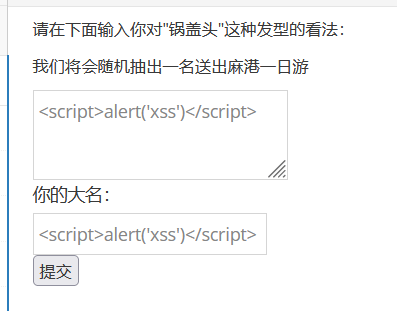 请在下面输入你对"锅盖头"这种发型的看法：
我们将会随机抽出一名送出麻港一日游
<script>alert('xss')</script>
你的大名：
<script>alert('xss')</script>
提交